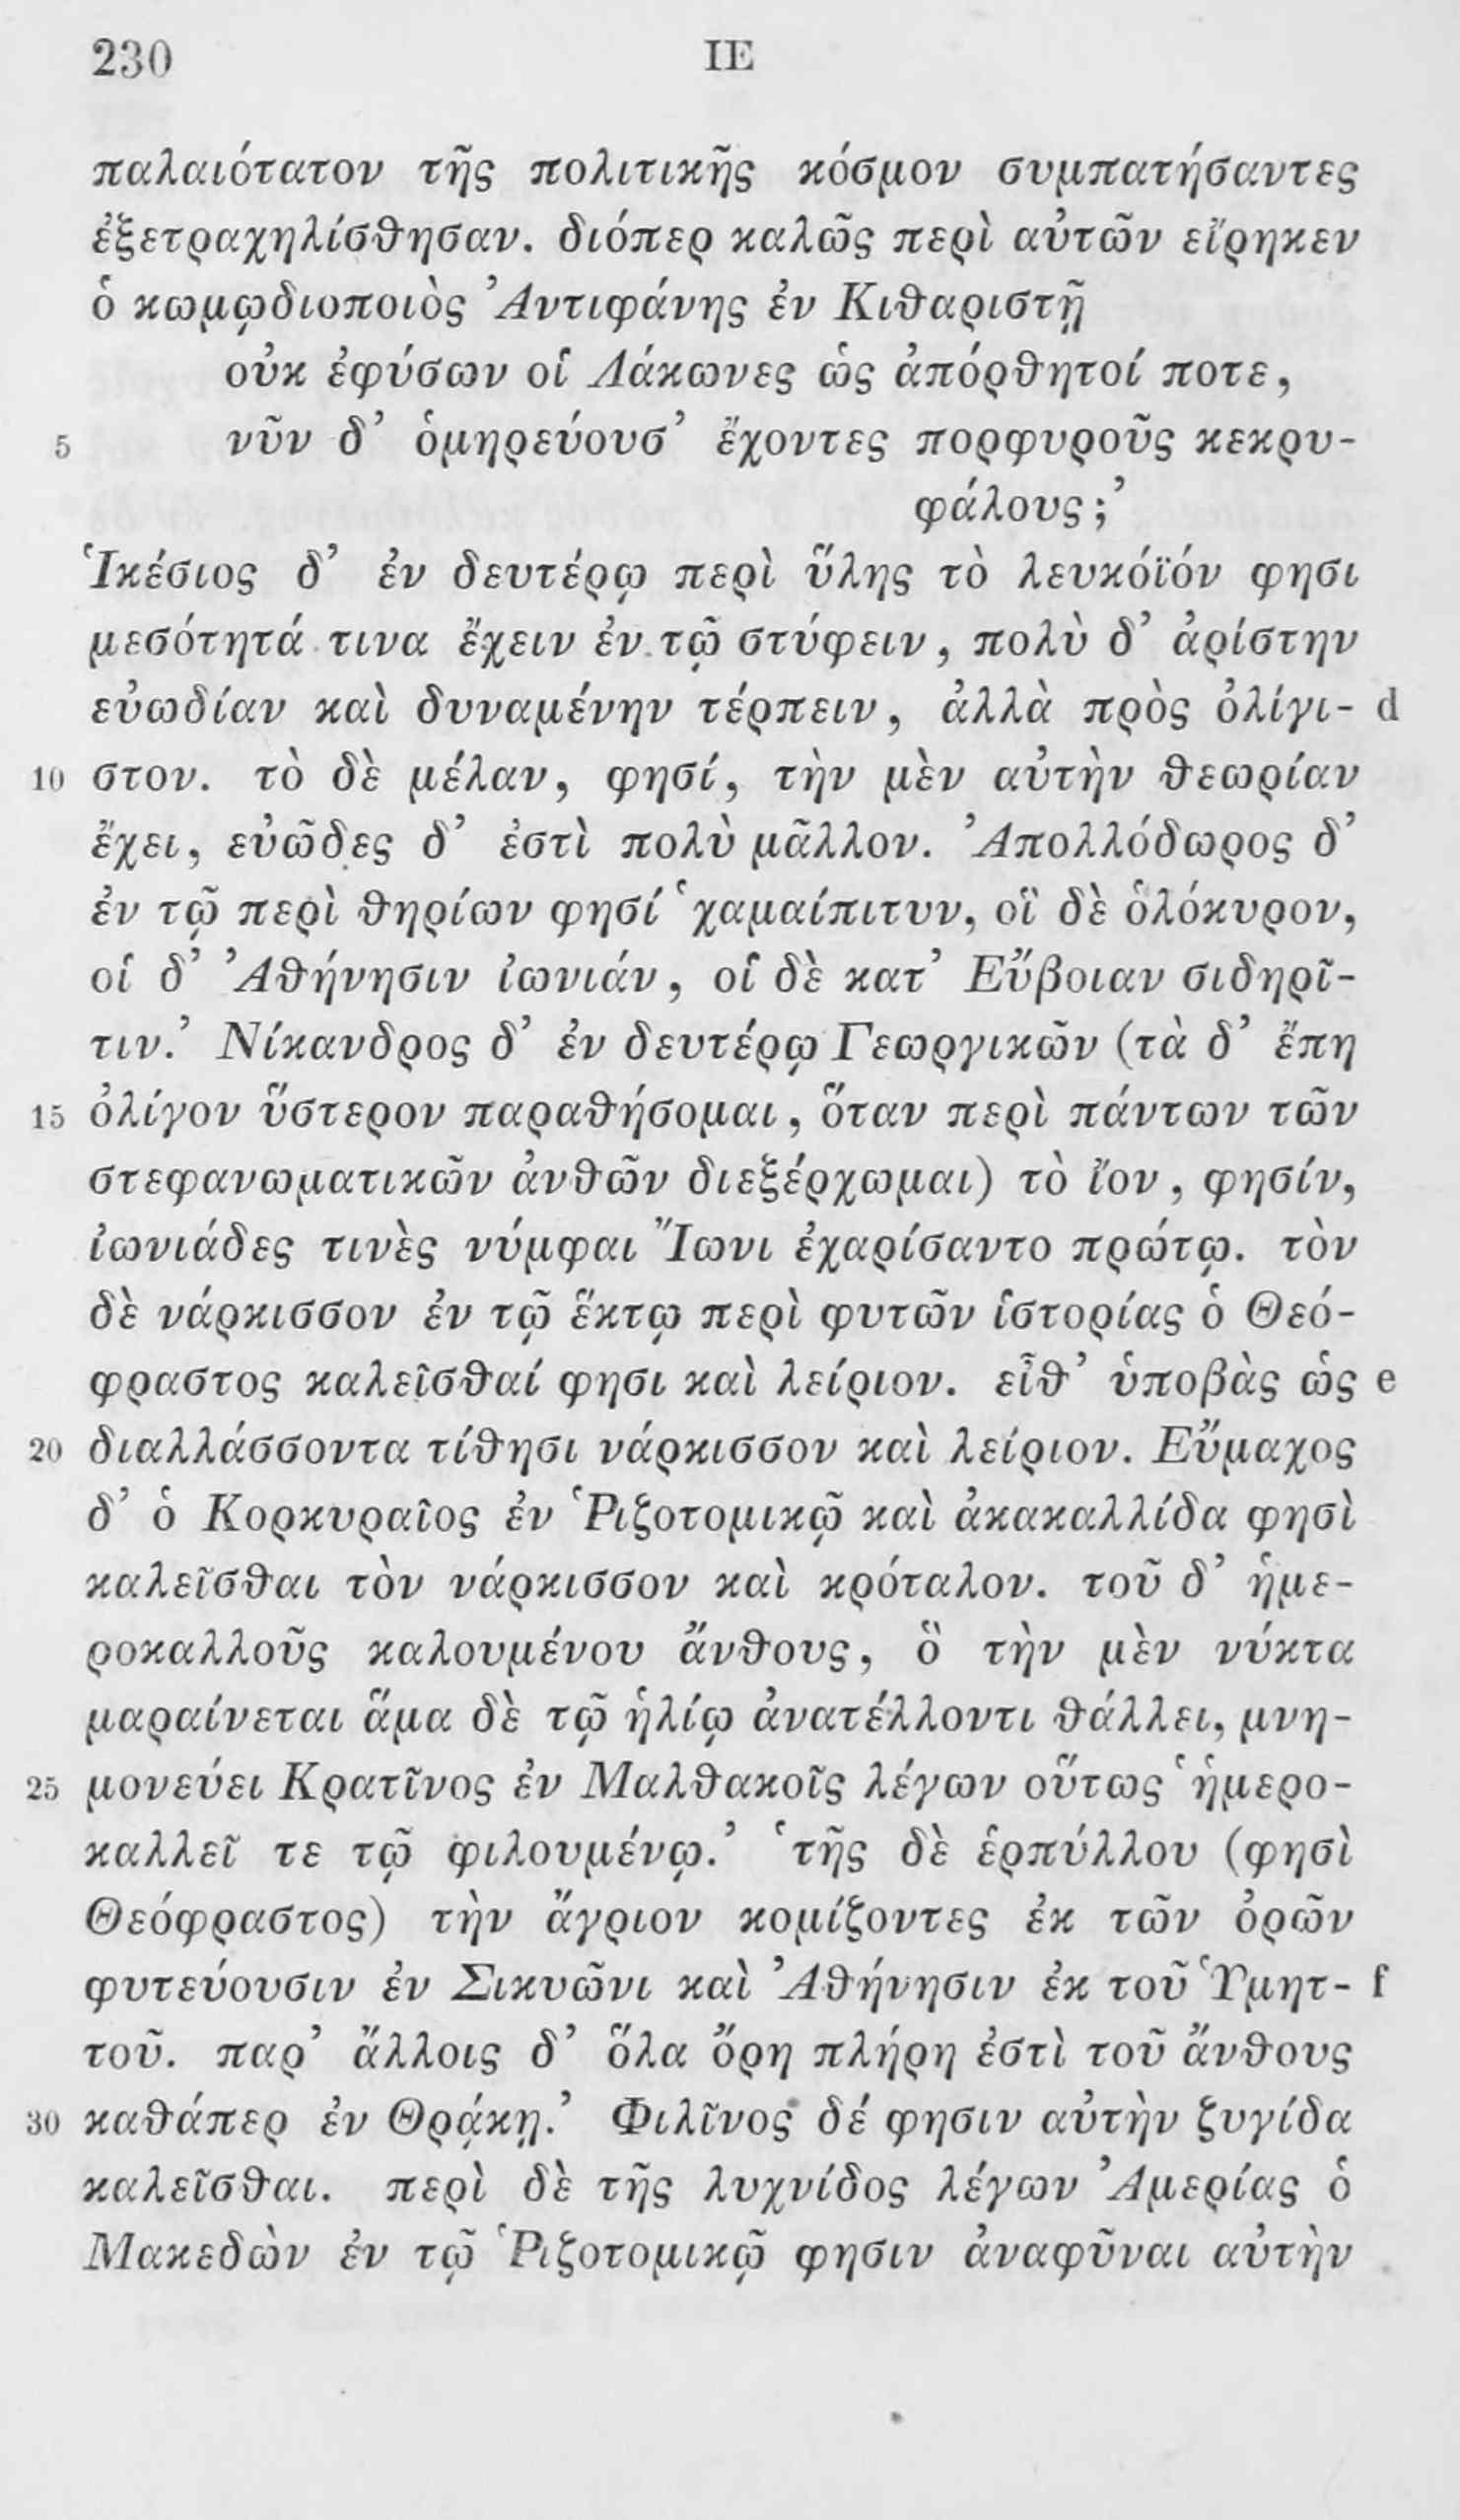 230 ΙΕ
παλαιότατον τῆς πολιτικῆς κόσμον συμπατήσαντες
ἐξετραχηλίσθησαν. διόπερ καλῶς περὶ αὐτῶν εἴρηκεν
ὁ κωμῳδιοποιὸς Ἀντιφάνης ἐν Κιθαριστῇ
οὐκ ἐφύσων οἱ Λάκωνες ὡς ἀπόρθητοί ποτε,
5 νῦν δ’ ὁμηρεύουσ’ ἔχοντες πορφυροῦς κεκρυ-
φάλους;’
Ἱκέσιος δ’ ἐν δευτέρῳ περὶ ὕλης τὸ λευκόϊόν φησι
μεσότητά τινα ἔχειν ἐν τῷ στύφειν, πολὺ δ’ ἀρίστην
εὐωδίαν καὶ δυναμένην τέρπειν, ἀλλὰ πρὸς ὀλίγι- d
10 στον. τὸ δὲ μέλαν, φησί, τὴν μὲν αὐτὴν θεωρίαν
ἔχει, εὐῶδες δ’ ἐστὶ πολὺ μᾶλλον. Ἀπολλόδωρος δ’
ἐν τῷ περὶ θηρίων φησί ‘χαμαίπιτυν, οἳ δὲ ὁλόκυρον,
οἱ δ’ Ἀθήνησιν ἰωνιάν, οἱ δὲ κατ’ Εὔβοιαν σιδηρῖ-
τιν.’ Νίκανδρος δ’ ἐν δευτέρῳ Γεωργικῶν (τὰ δ’ ἔπη
15 ὀλίγον ὕστερον παραθήσομαι, ὅταν περὶ πάντων τῶν
στεφανωματικῶν ἀνθῶν διεξέρχωμαι) τὸ ἴον, φησίν,
ἰωνιάδες τινὲς νύμφαι Ἴωνι ἐχαρίσαντο πρώτῳ. τὸν
δὲ νάρκισσον ἐν τῷ ἕκτῳ περὶ φυτῶν ἱστορίας ὁ Θεό-
φραστος καλεῖσθαί φησι καὶ λείριον. εἶθ’ ὑποβὰς ὡς e
20 διαλλάσσοντα τίθησι νάρκισσον καὶ λείριον. Εὔμαχος
δ’ ὁ Κορκυραῖος ἐν Ῥιζοτομικῷ καὶ ἀκακαλλίδα φησὶ
καλεῖσθαι τὸν νάρκισσον καὶ κρόταλον. τοῦ δ’ ἡμε-
ροκαλλοῦς καλουμένου ἄνθους, ὃ τὴν μὲν νύκτα
μαραίνεται ἅμα δὲ τῷ ἡλίῳ ἀνατέλλοντι θάλλει, μνη-
25 μονεύει Κρατῖνος ἐν Μαλθακοῖς λέγων οὕτως ‘ἡμερο-
καλλεῖ τε τῷ φιλουμένῳ.’ ‘τῆς δὲ ἑρπύλλου (φησὶ
Θεόφραστος) τὴν ἄγριον κομίζοντες ἐκ τῶν ὀρῶν
φυτεύουσιν ἐν Σικυῶνι καὶ Ἀθήνησιν ἐκ τοῦ Ὑμητ- f
τοῦ. παρ’ ἄλλοις δ’ ὅλα ὄρη πλήρη ἐστὶ τοῦ ἄνθους
30 καθάπερ ἐν Θρᾴκῃ.’ Φιλῖνος δέ φησιν αὐτὴν ζυγίδα
καλεῖσθαι. περὶ δὲ τῆς λυχνίδος λέγων Ἀμερίας ὁ
Μακεδὼν ἐν τῷ Ῥιζοτομικῷ φησιν ἀναφῦναι αὐτὴν